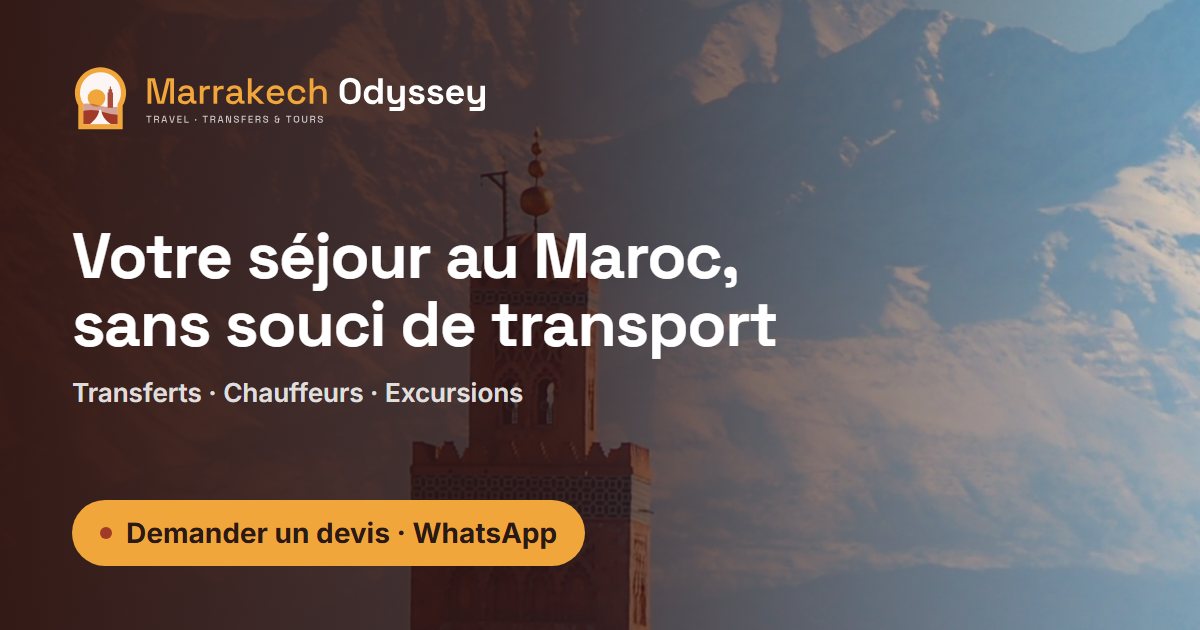 Marrakech Odyssey
TRAVEL · TRANSFERS & TOURS
Votre séjour au Maroc,
sans souci de transport
Transferts · Chauffeurs · Excursions
Demander un devis · WhatsApp